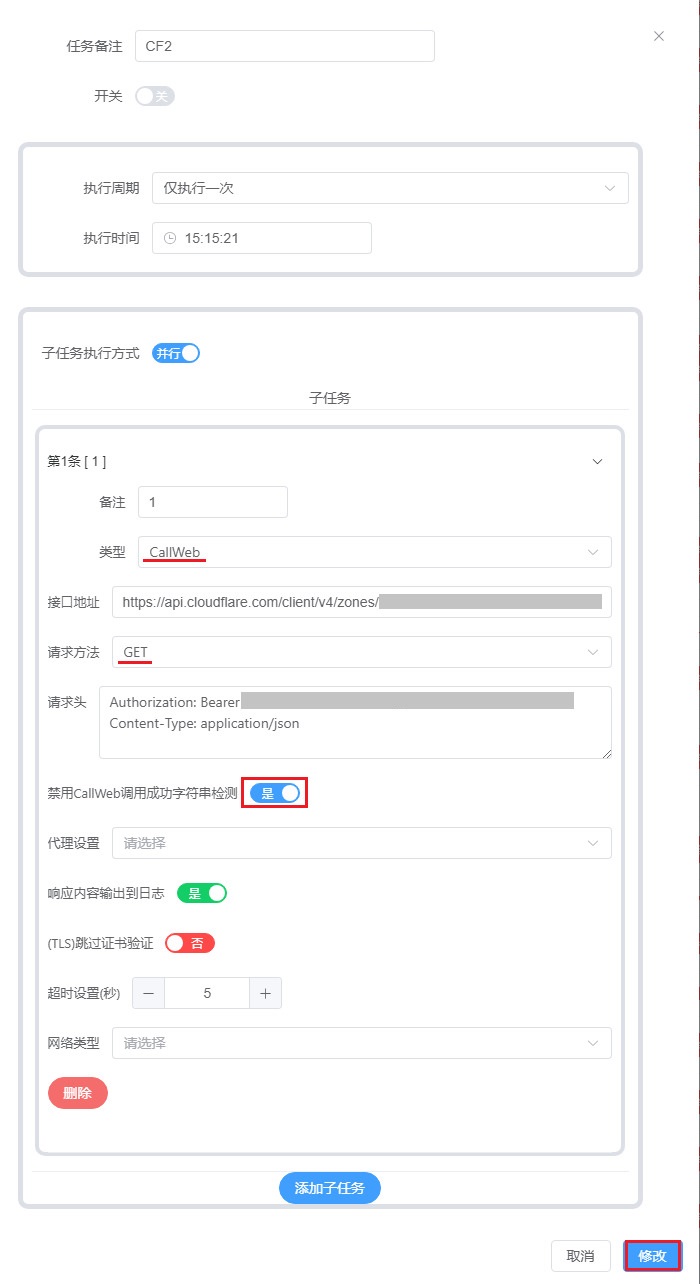 任务备注 CF2
开关 关
执行周期 仅执行一次
执行时间 15:15:21
子任务执行方式 并行
子任务
第1条 [ 1 ]
备注 1
类型 CallWeb
接口地址 https://api.cloudflare.com/client/v4/zones/
请求方法 GET
请求头 Authorization: Bearer
Content-Type: application/json
禁用CallWeb调用成功字符串检测 是
代理设置 请选择
响应内容输出到日志 是
(TLS)跳过证书验证 否
超时设置(秒) 5
网络类型 请选择
删除
添加子任务
取消 修改